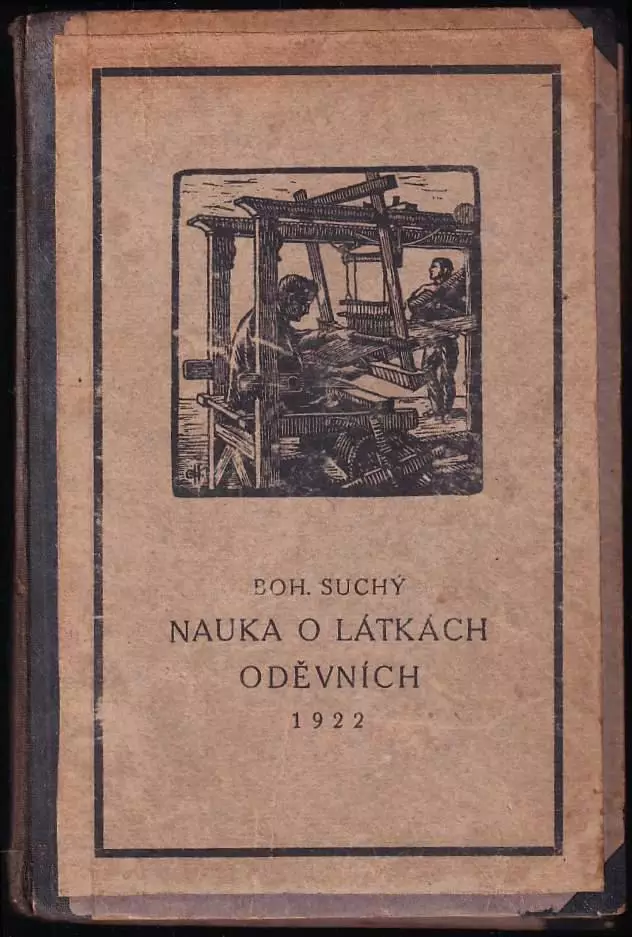 BOH. SUCHÝ
NAUKA O LÁTKÁCH
ODĚVNÍCH
1922